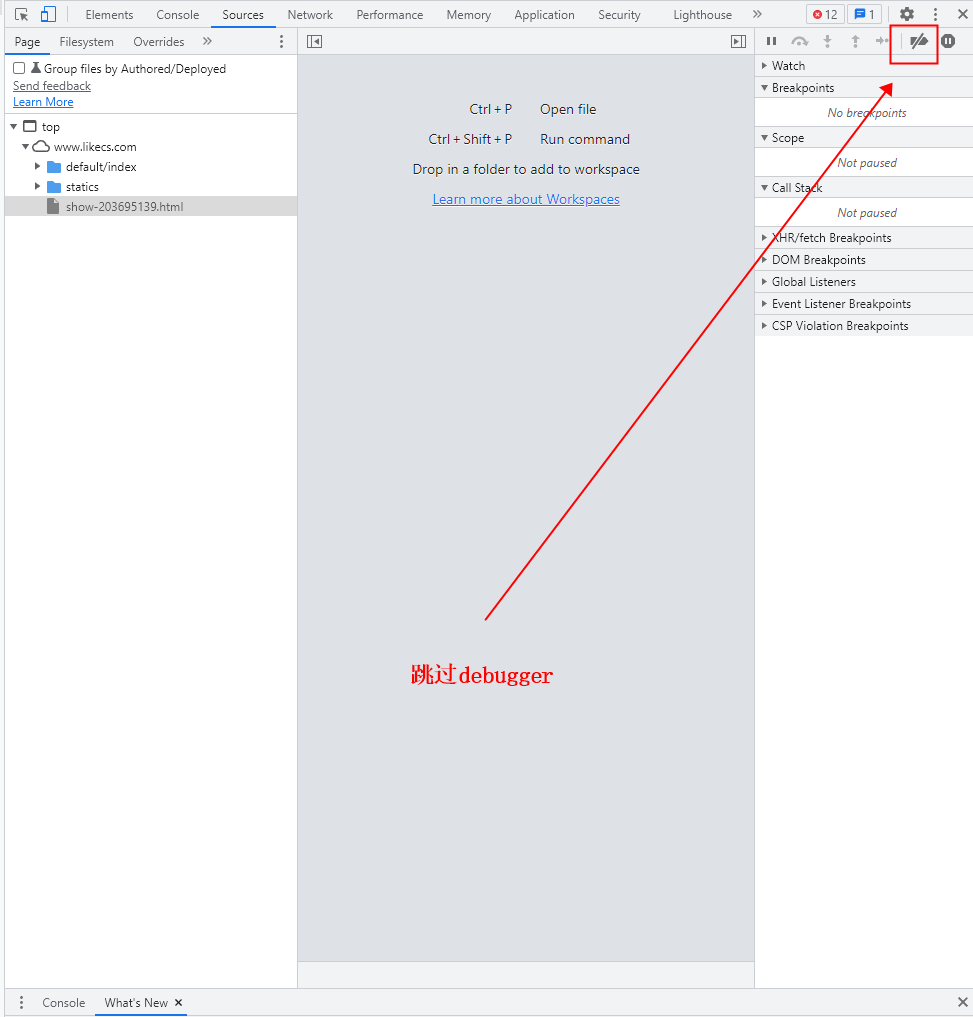 Elements Console Sources Network Performance Memory Application Security Lighthouse » 12 1
Page Filesystem Overrides »
Group files by Authored/Deployed
Send feedback
Learn More
top
www.likecs.com
default/index
statics
show-203695139.html
Ctrl + P Open file
Ctrl + Shift + P Run command
Drop in a folder to add to workspace
Learn more about Workspaces
跳过debugger
Watch
Breakpoints
No breakpoints
Scope
Not paused
Call Stack
Not paused
XHR/fetch Breakpoints
DOM Breakpoints
Global Listeners
Event Listener Breakpoints
CSP Violation Breakpoints
Console What's New